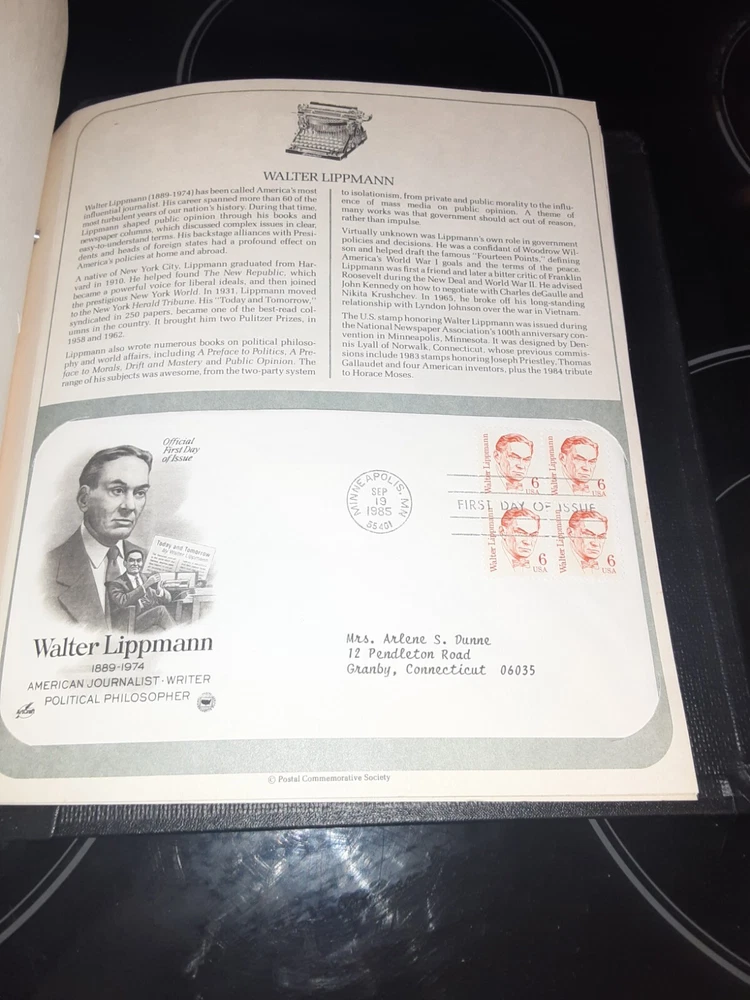 WALTER LIPPMANN
Walter Lippmann (1889-1974) has been called America's most
influential journalist. His career spanned more than 60 of the
most turbulent years of our nation's history. During that time,
Lippmann shaped public opinion through his books and
newspaper columns, which discussed complex issues in clear,
easy-to-understand terms. His backstage alliances with Presi-
dents and heads of foreign states had a profound effect on
America's policies at home and abroad.
A native of New York City, Lippmann graduated from Har-
vard in 1910. He helped found The New Republic, which
became a powerful voice for liberal ideals, and then joined
the prestigious New York World. In 1931, Lippmann moved
to the New York Herald Tribune. His "Today and Tomorrow,"
syndicated in 250 papers, became one of the best-read col-
umns in the country. It brought him two Pulitzer Prizes, in
1958 and 1962.
Lippmann also wrote numerous books on political philoso-
phy and world affairs, including A Preface to Politics, A Pre-
face to Morals, Drift and Mastery and Public Opinion. The
range of his subjects was awesome, from the two-party system
to isolationism, from private and public morality to the influ-
ence of mass media on public opinion. A theme of
many works was that government should act out of reason,
rather than impulse.
Virtually unknown was Lippmann's own role in government
policies and decisions. He was a confidant of Woodrow Wil-
son and helped draft the famous "Fourteen Points," defining
America's World War I goals and the terms of the peace.
Lippmann was first a friend and later a bitter critic of Franklin
Roosevelt during the New Deal and World War II. He advised
John Kennedy on how to negotiate with Charles deGaulle and
Nikita Krushchev. In 1965, he broke off his long-standing
relationship with Lyndon Johnson over the war in Vietnam.
The U.S. stamp honoring Walter Lippmann was issued during
the National Newspaper Association's 100th anniversary con-
vention in Minneapolis, Minnesota. It was designed by Den-
nis Lyall of Norwalk, Connecticut, whose previous commis-
sions include 1983 stamps honoring Joseph Priestley, Thomas
Gallaudet and four American inventors, plus the 1984 tribute
to Horace Moses.
Official
First Day
of Issue
Today and Tomorrow
By Walter Lippmann
Walter Lippmann
1889-1974
AMERICAN JOURNALIST · WRITER
POLITICAL PHILOSOPHER
ArtCraft
MINNEAPOLIS, MN
SEP
19
1985
55401
FIRST DAY OF ISSUE
Walter Lippmann
6
USA
Walter Lippmann
6
USA
Walter Lippmann
6
USA
Walter Lippmann
6
USA
Mrs. Arlene S. Dunne
12 Pendleton Road
Granby, Connecticut 06035
© Postal Commemorative Society